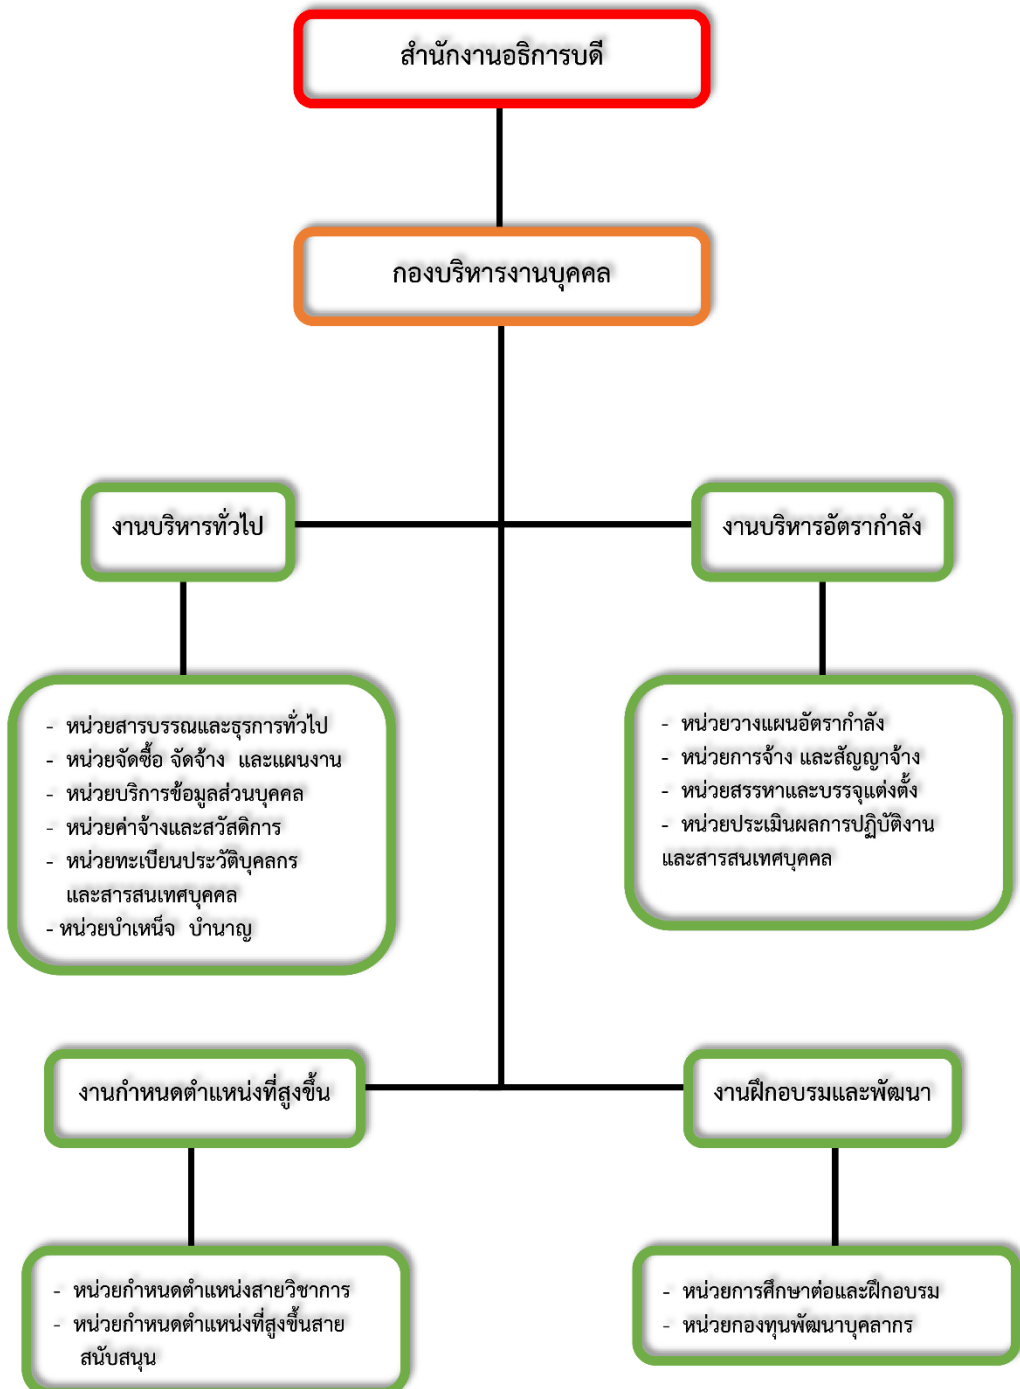 สำนักงานอธิการบดี
กองบริหารงานบุคคล
งานบริหารทั่วไป
งานบริหารอัตรากำลัง
- หน่วยสารบรรณและธุรการทั่วไป
- หน่วยจัดซื้อ จัดจ้าง และแผนงาน
- หน่วยบริการข้อมูลส่วนบุคคล
- หน่วยค่าจ้างและสวัสดิการ
- หน่วยทะเบียนประวัติบุคลกร
และสารสนเทศบุคคล
- หน่วยบำเหน็จ บำนาญ
- หน่วยวางแผนอัตรากำลัง
- หน่วยการจ้าง และสัญญาจ้าง
- หน่วยสรรหาและบรรจุแต่งตั้ง
- หน่วยประเมินผลการปฏิบัติงาน
และสารสนเทศบุคคล
งานกำหนดตำแหน่งที่สูงขึ้น
งานฝึกอบรมและพัฒนา
- หน่วยกำหนดตำแหน่งสายวิชาการ
- หน่วยกำหนดตำแหน่งที่สูงขึ้นสาย
สนับสนุน
- หน่วยการศึกษาต่อและฝึกอบรม
- หน่วยกองทุนพัฒนาบุคลากร